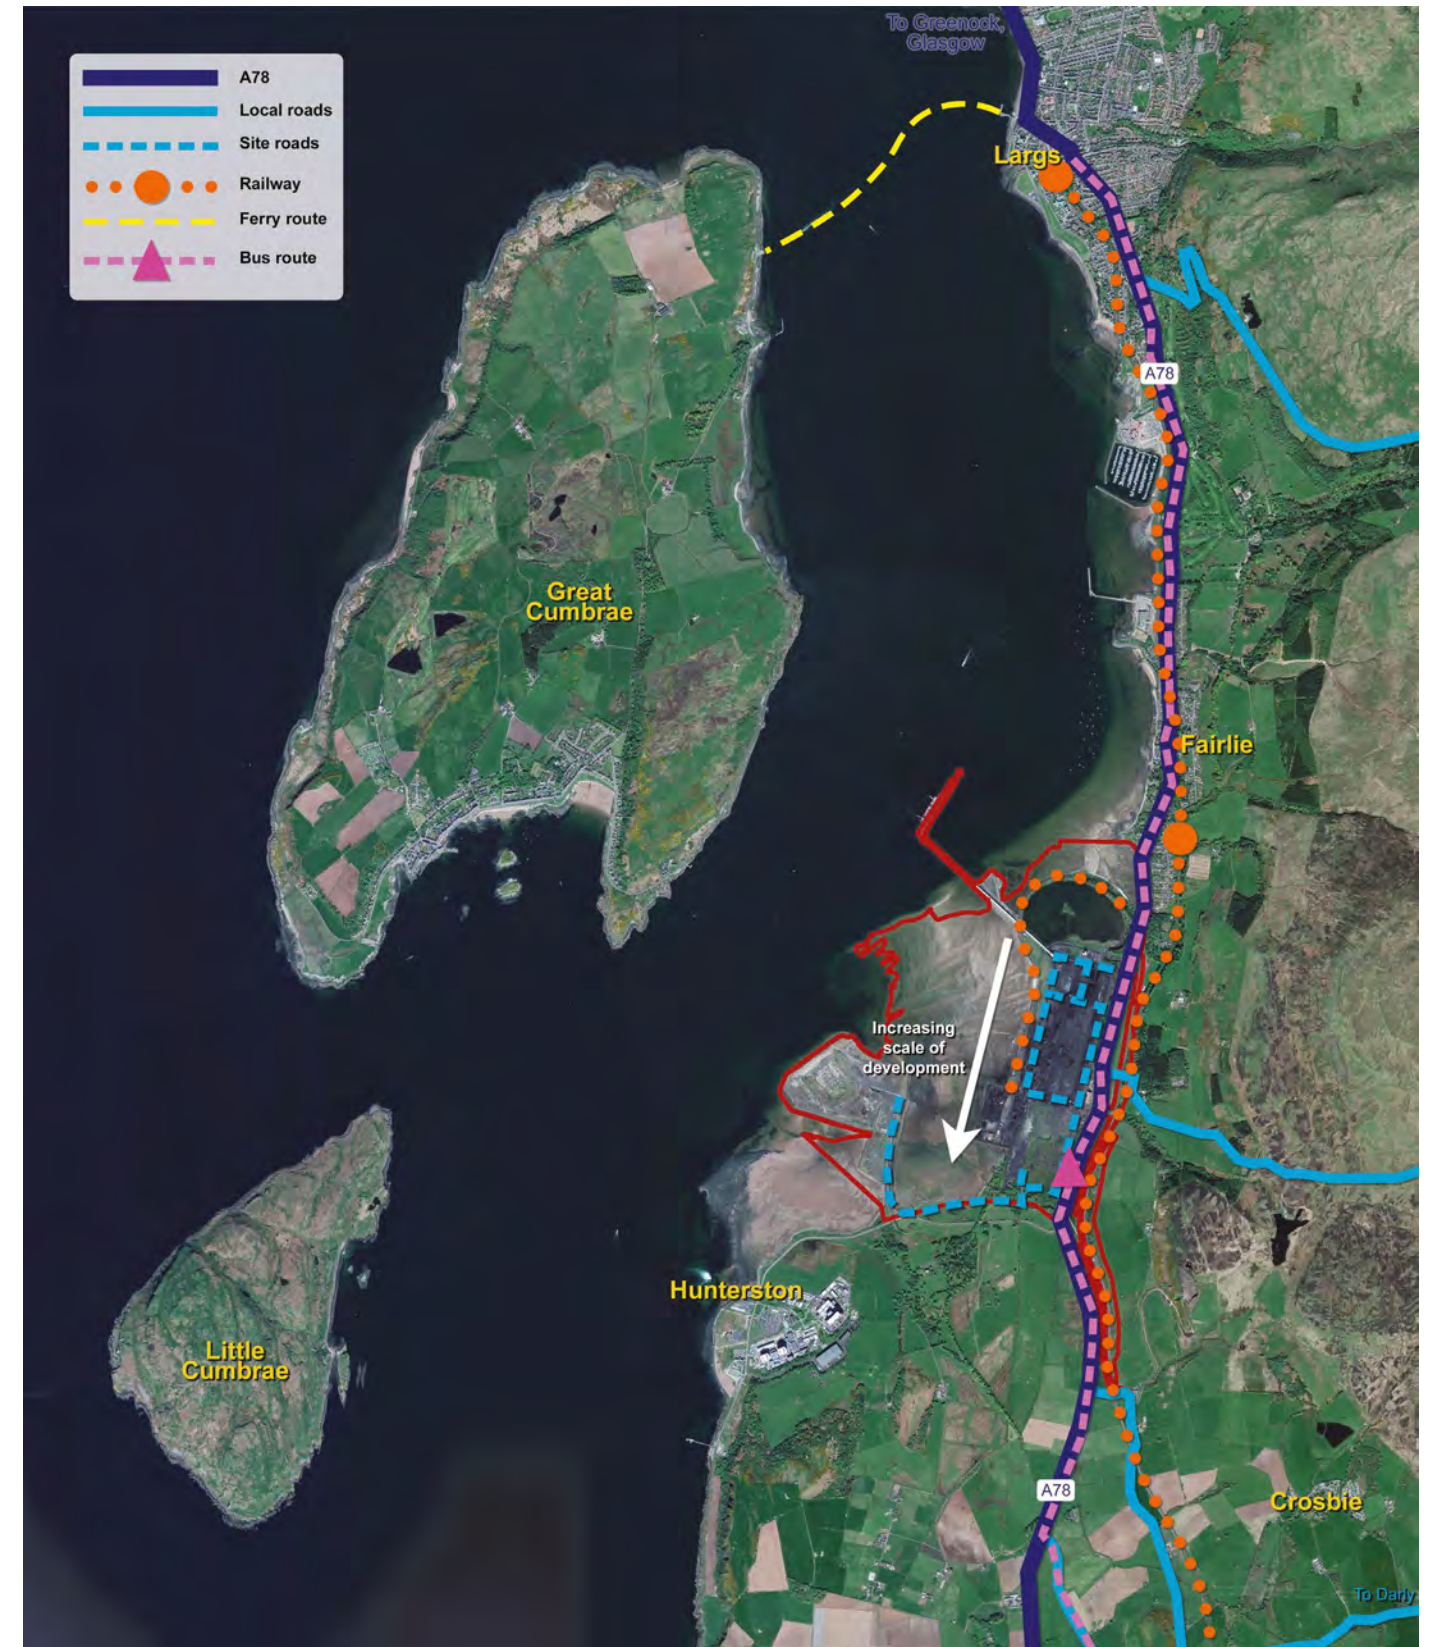 To Greenock,
Glasgow
A78
Local roads
Site roads
Railway
Ferry route
Bus route
Largs
A78
Great
Cumbrae
Fairlie
Increasing
scale of
development
Hunterston
Little
Cumbrae
A78
Crosbie
To Darly